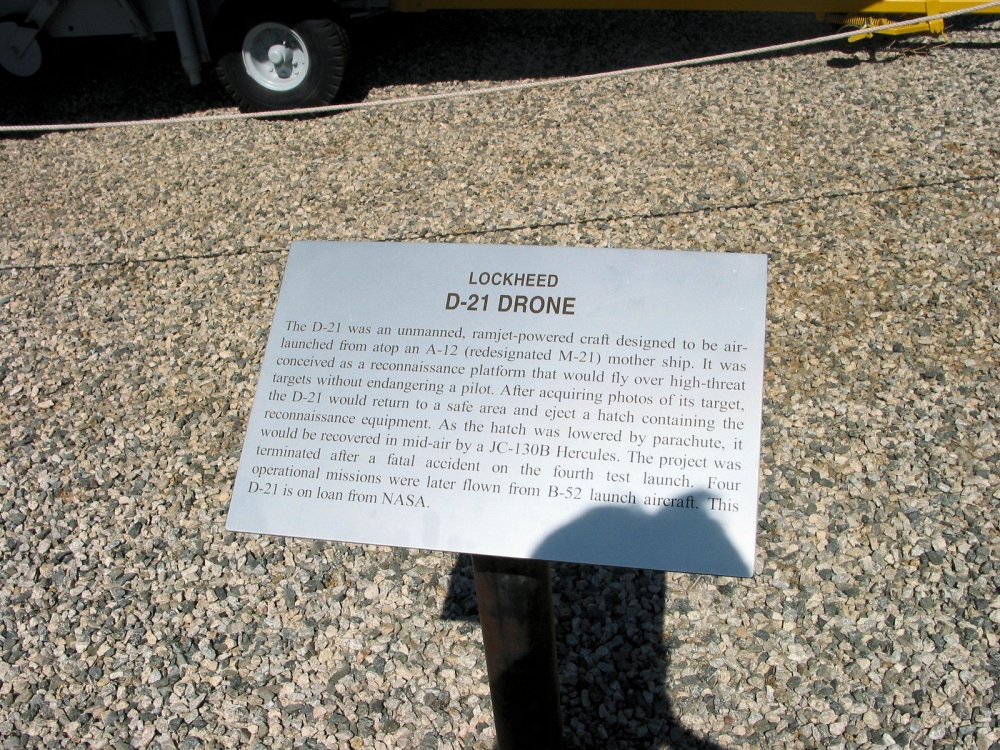 LOCKHEED
D-21 DRONE
The D-21 was an unmanned, ramjet-powered craft designed to be air-
launched from atop an A-12 (redesignated M-21) mother ship. It was
conceived as a reconnaissance platform that would fly over high-threat
targets without endangering a pilot. After acquiring photos of its target,
the D-21 would return to a safe area and eject a hatch containing the
reconnaissance equipment. As the hatch was lowered by parachute, it
would be recovered in mid-air by a JC-130B Hercules. The project was
terminated after a fatal accident on the fourth test launch. Four
operational missions were later flown from B-52 launch aircraft. This
D-21 is on loan from NASA.